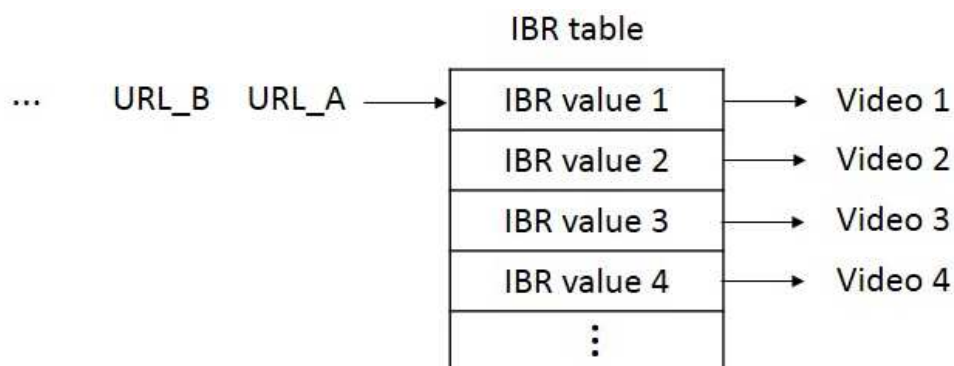 IBR table
... URL_B URL_A IBR value 1 Video 1
IBR value 2 Video 2
IBR value 3 Video 3
IBR value 4 Video 4
⋮